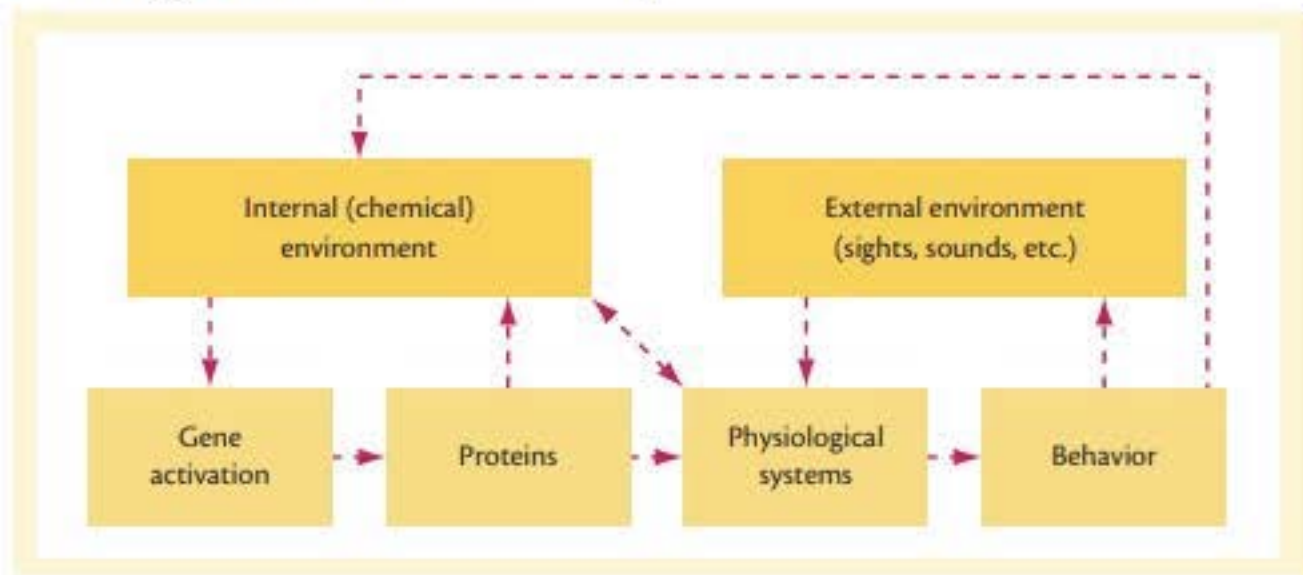 Internal (chemical)
environment
External environment
(sights, sounds, etc.)
Gene
activation
Proteins
Physiological
systems
Behavior